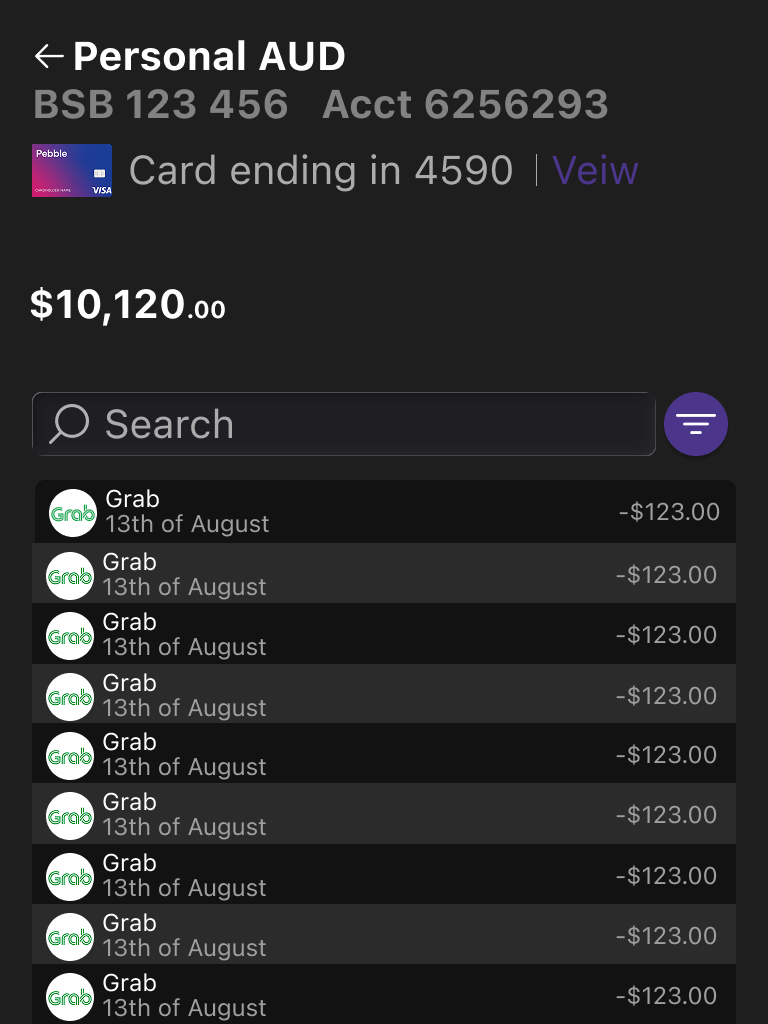 Personal AUD
BSB 123 456 Acct 6256293
Pebble
CARDHOLDER NAME
VISA
Card ending in 4590 | Veiw
$10,120.00
Search
Grab
Grab
13th of August
-$123.00
Grab
Grab
13th of August
-$123.00
Grab
Grab
13th of August
-$123.00
Grab
Grab
13th of August
-$123.00
Grab
Grab
13th of August
-$123.00
Grab
Grab
13th of August
-$123.00
Grab
Grab
13th of August
-$123.00
Grab
Grab
13th of August
-$123.00
Grab
Grab
13th of August
-$123.00